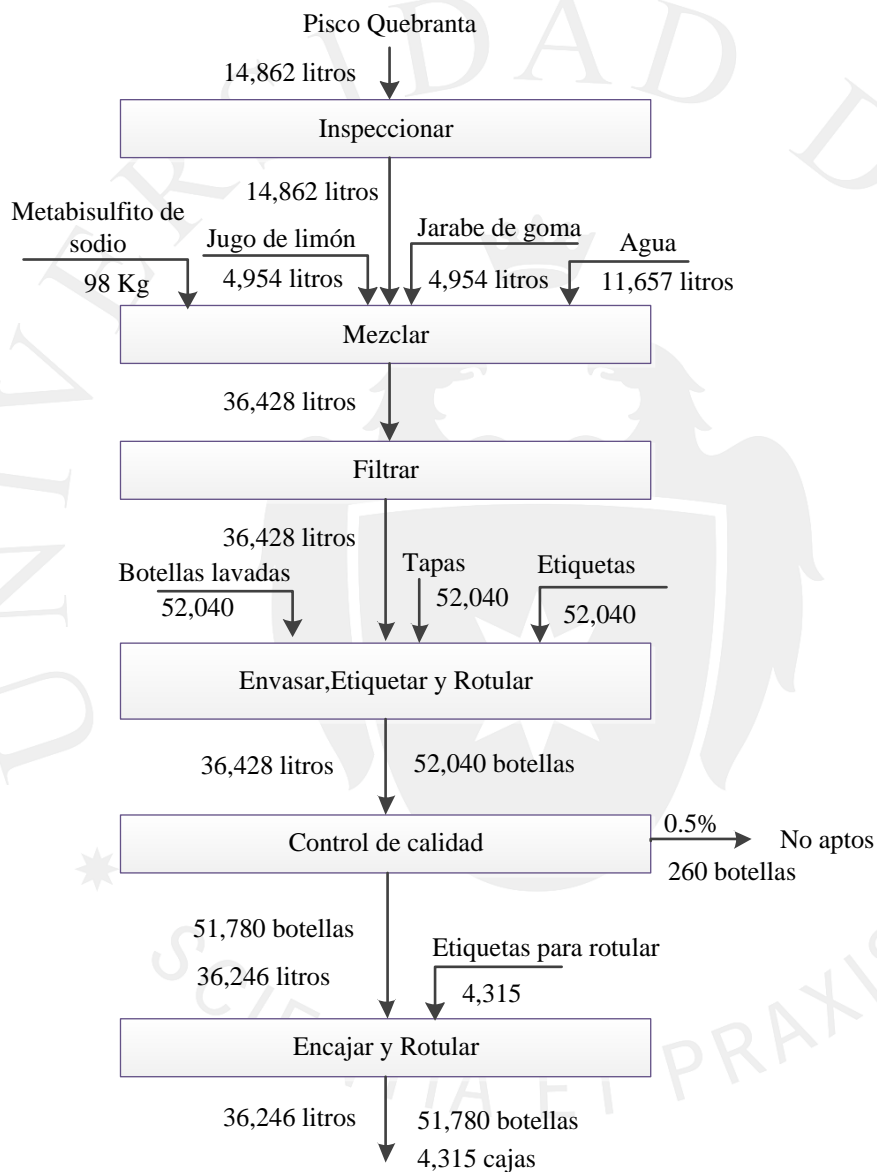 Pisco Quebranta
14,862 litros
Inspeccionar
14,862 litros
Metabisulfito de
sodio
98 Kg
Jugo de limón
4,954 litros
Jarabe de goma
4,954 litros
Agua
11,657 litros
Mezclar
36,428 litros
Filtrar
36,428 litros
Botellas lavadas
52,040
Tapas
52,040
Etiquetas
52,040
Envasar,Etiquetar y Rotular
36,428 litros
52,040 botellas
Control de calidad
0.5%
No aptos
260 botellas
51,780 botellas
36,246 litros
Etiquetas para rotular
4,315
Encajar y Rotular
36,246 litros
51,780 botellas
4,315 cajas
UNIVERSIDAD D
SCIENTIA ET PRAXIS